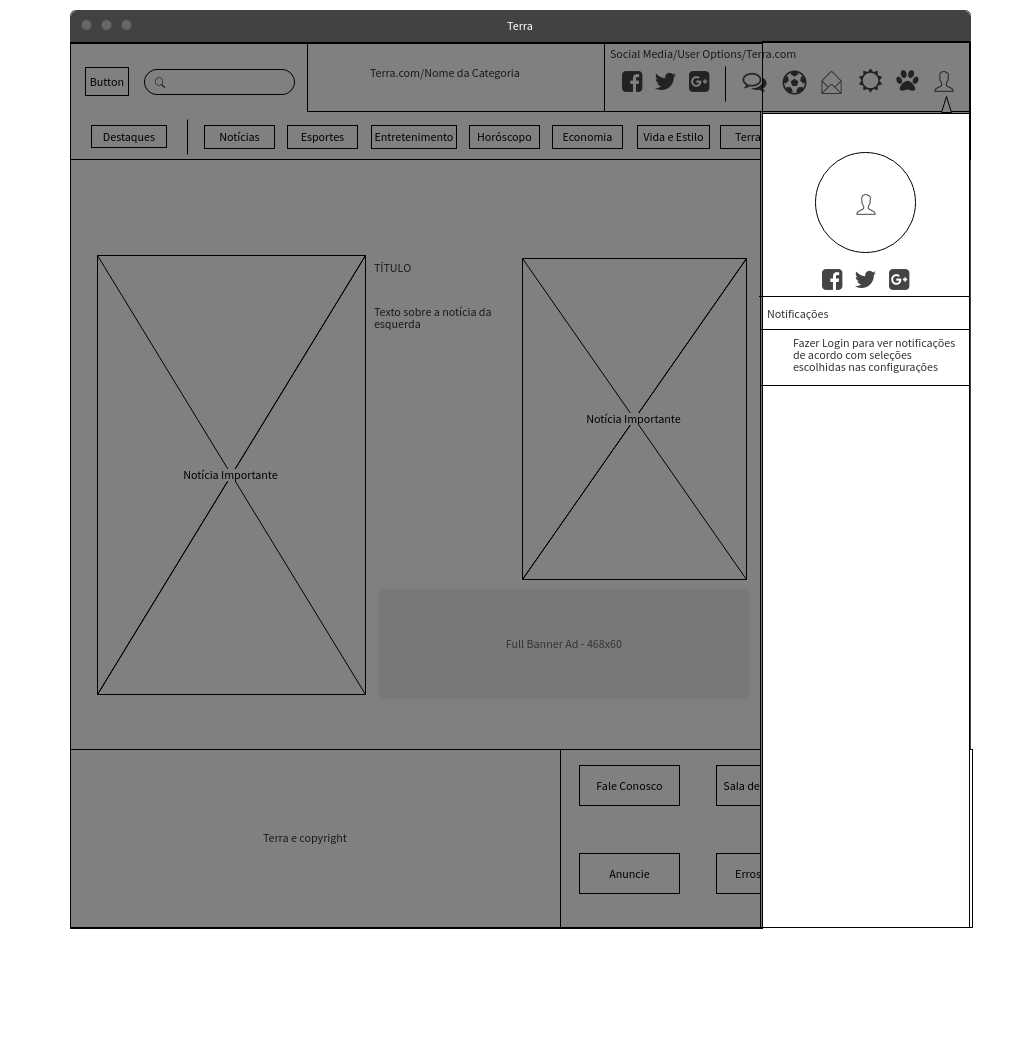 Terra
Button
Terra.com/Nome da Categoria
Social Media/User Options/Terra.com
Destaques
Notícias
Esportes
Entretenimento
Horóscopo
Economia
Vida e Estilo
Terra
TÍTULO
Texto sobre a notícia da
esquerda
Notícia Importante
Notícia Importante
Full Banner Ad - 468x60
Notificações
Fazer Login para ver notificações
de acordo com seleções
escolhidas nas configurações
Terra e copyright
Fale Conosco
Sala de
Anuncie
Erros